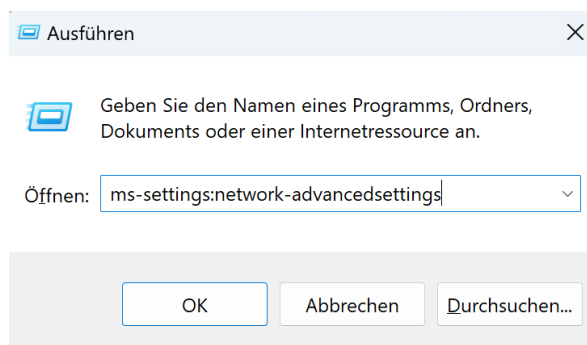 Ausführen
Geben Sie den Namen eines Programms, Ordners,
Dokuments oder einer Internetressource an.
Öffnen: ms-settings:network-advancedsettings
OK Abbrechen Durchsuchen...